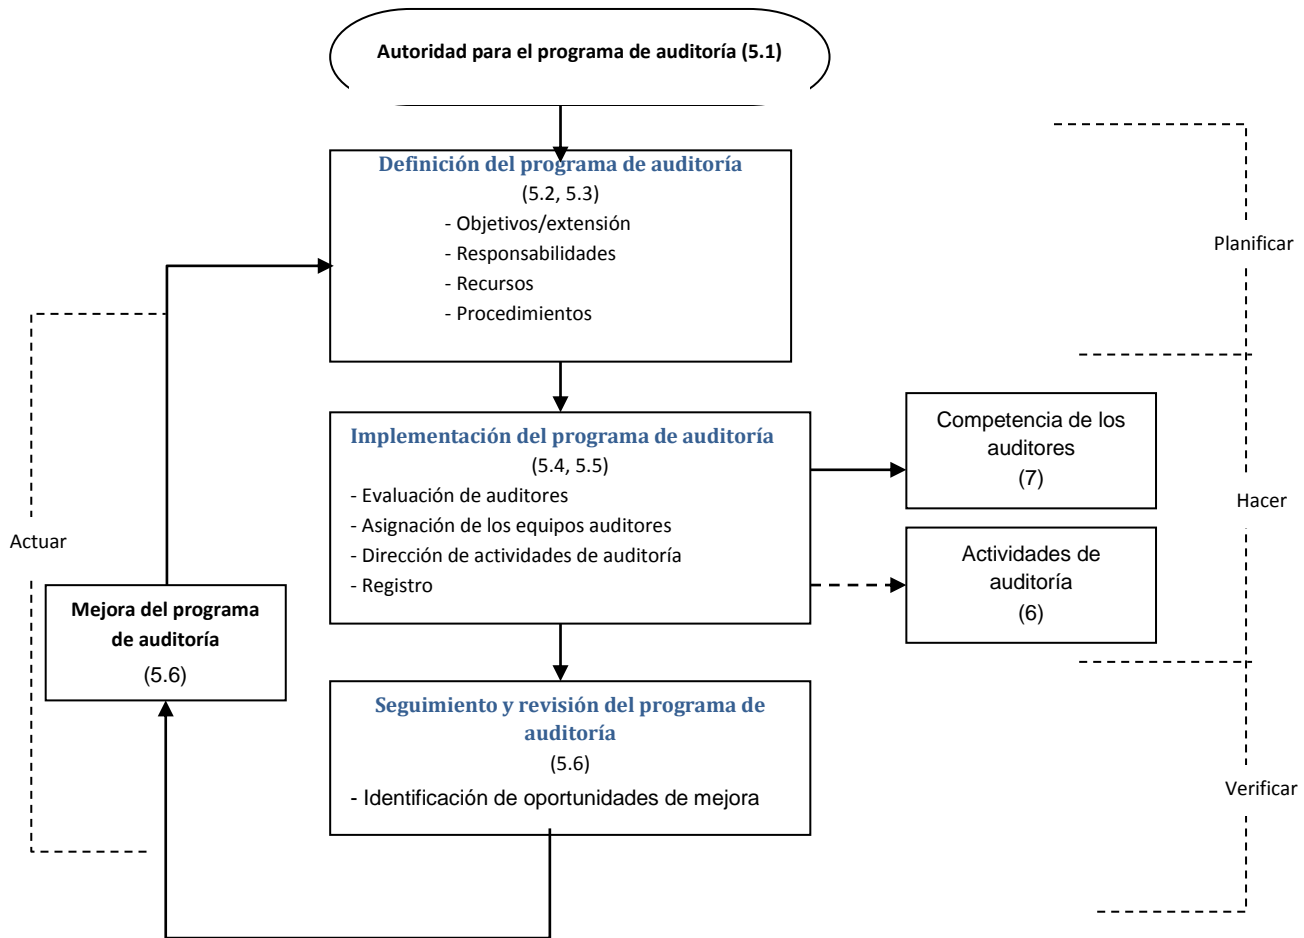 Autoridad para el programa de auditoría (5.1)
Definición del programa de auditoría
(5.2, 5.3)
- Objetivos/extensión
- Responsabilidades
- Recursos
- Procedimientos
Planificar
Implementación del programa de auditoría
(5.4, 5.5)
- Evaluación de auditores
- Asignación de los equipos auditores
- Dirección de actividades de auditoría
- Registro
Competencia de los
auditores
(7)
Actividades de
auditoría
(6)
Hacer
Seguimiento y revisión del programa de
auditoría
(5.6)
- Identificación de oportunidades de mejora
Verificar
Mejora del programa
de auditoría
(5.6)
Actuar